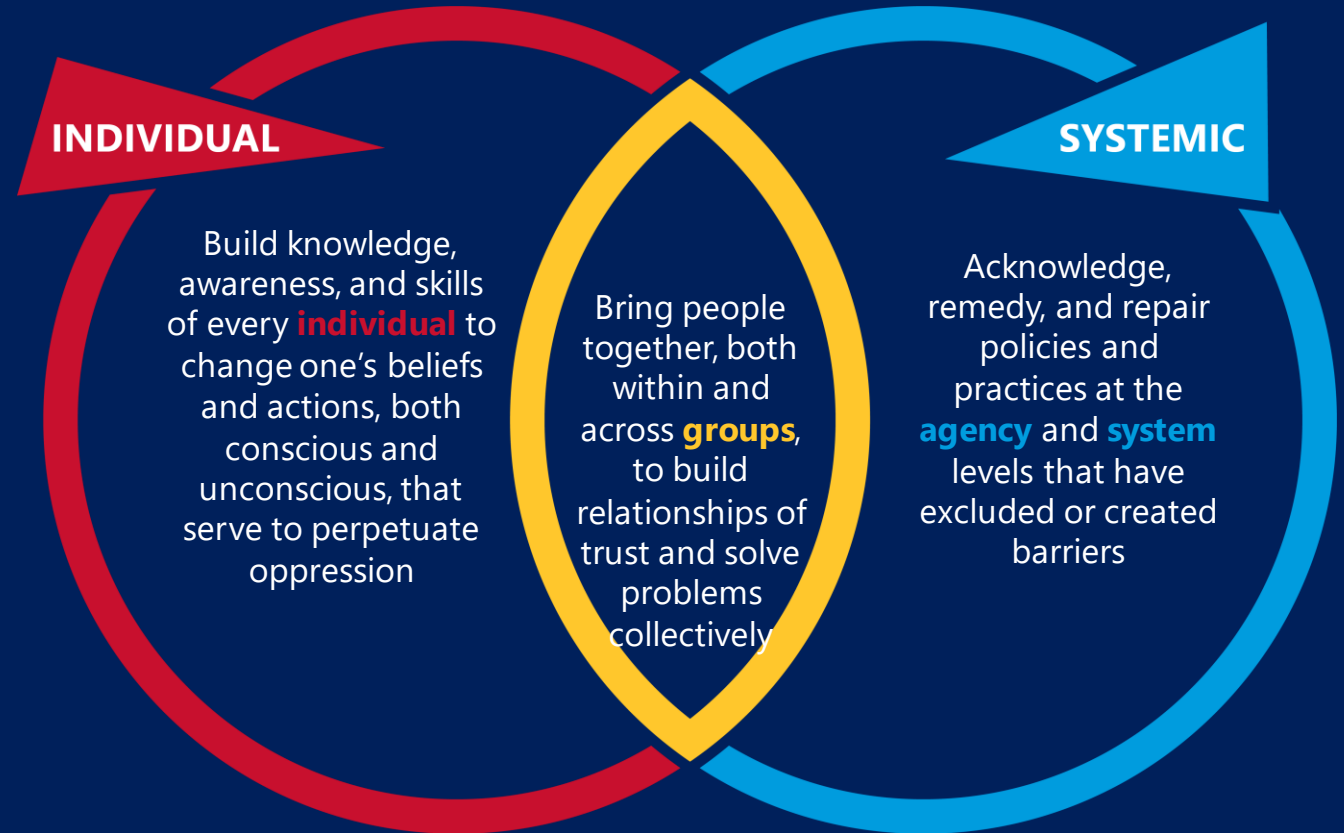 INDIVIDUAL
Build knowledge,
awareness, and skills
of every individual to
change one’s beliefs
and actions, both
conscious and
unconscious, that
serve to perpetuate
oppression
Bring people
together, both
within and
across groups,
to build
relationships of
trust and solve
problems
collectively
SYSTEMIC
Acknowledge,
remedy, and repair
policies and
practices at the
agency and system
levels that have
excluded or created
barriers